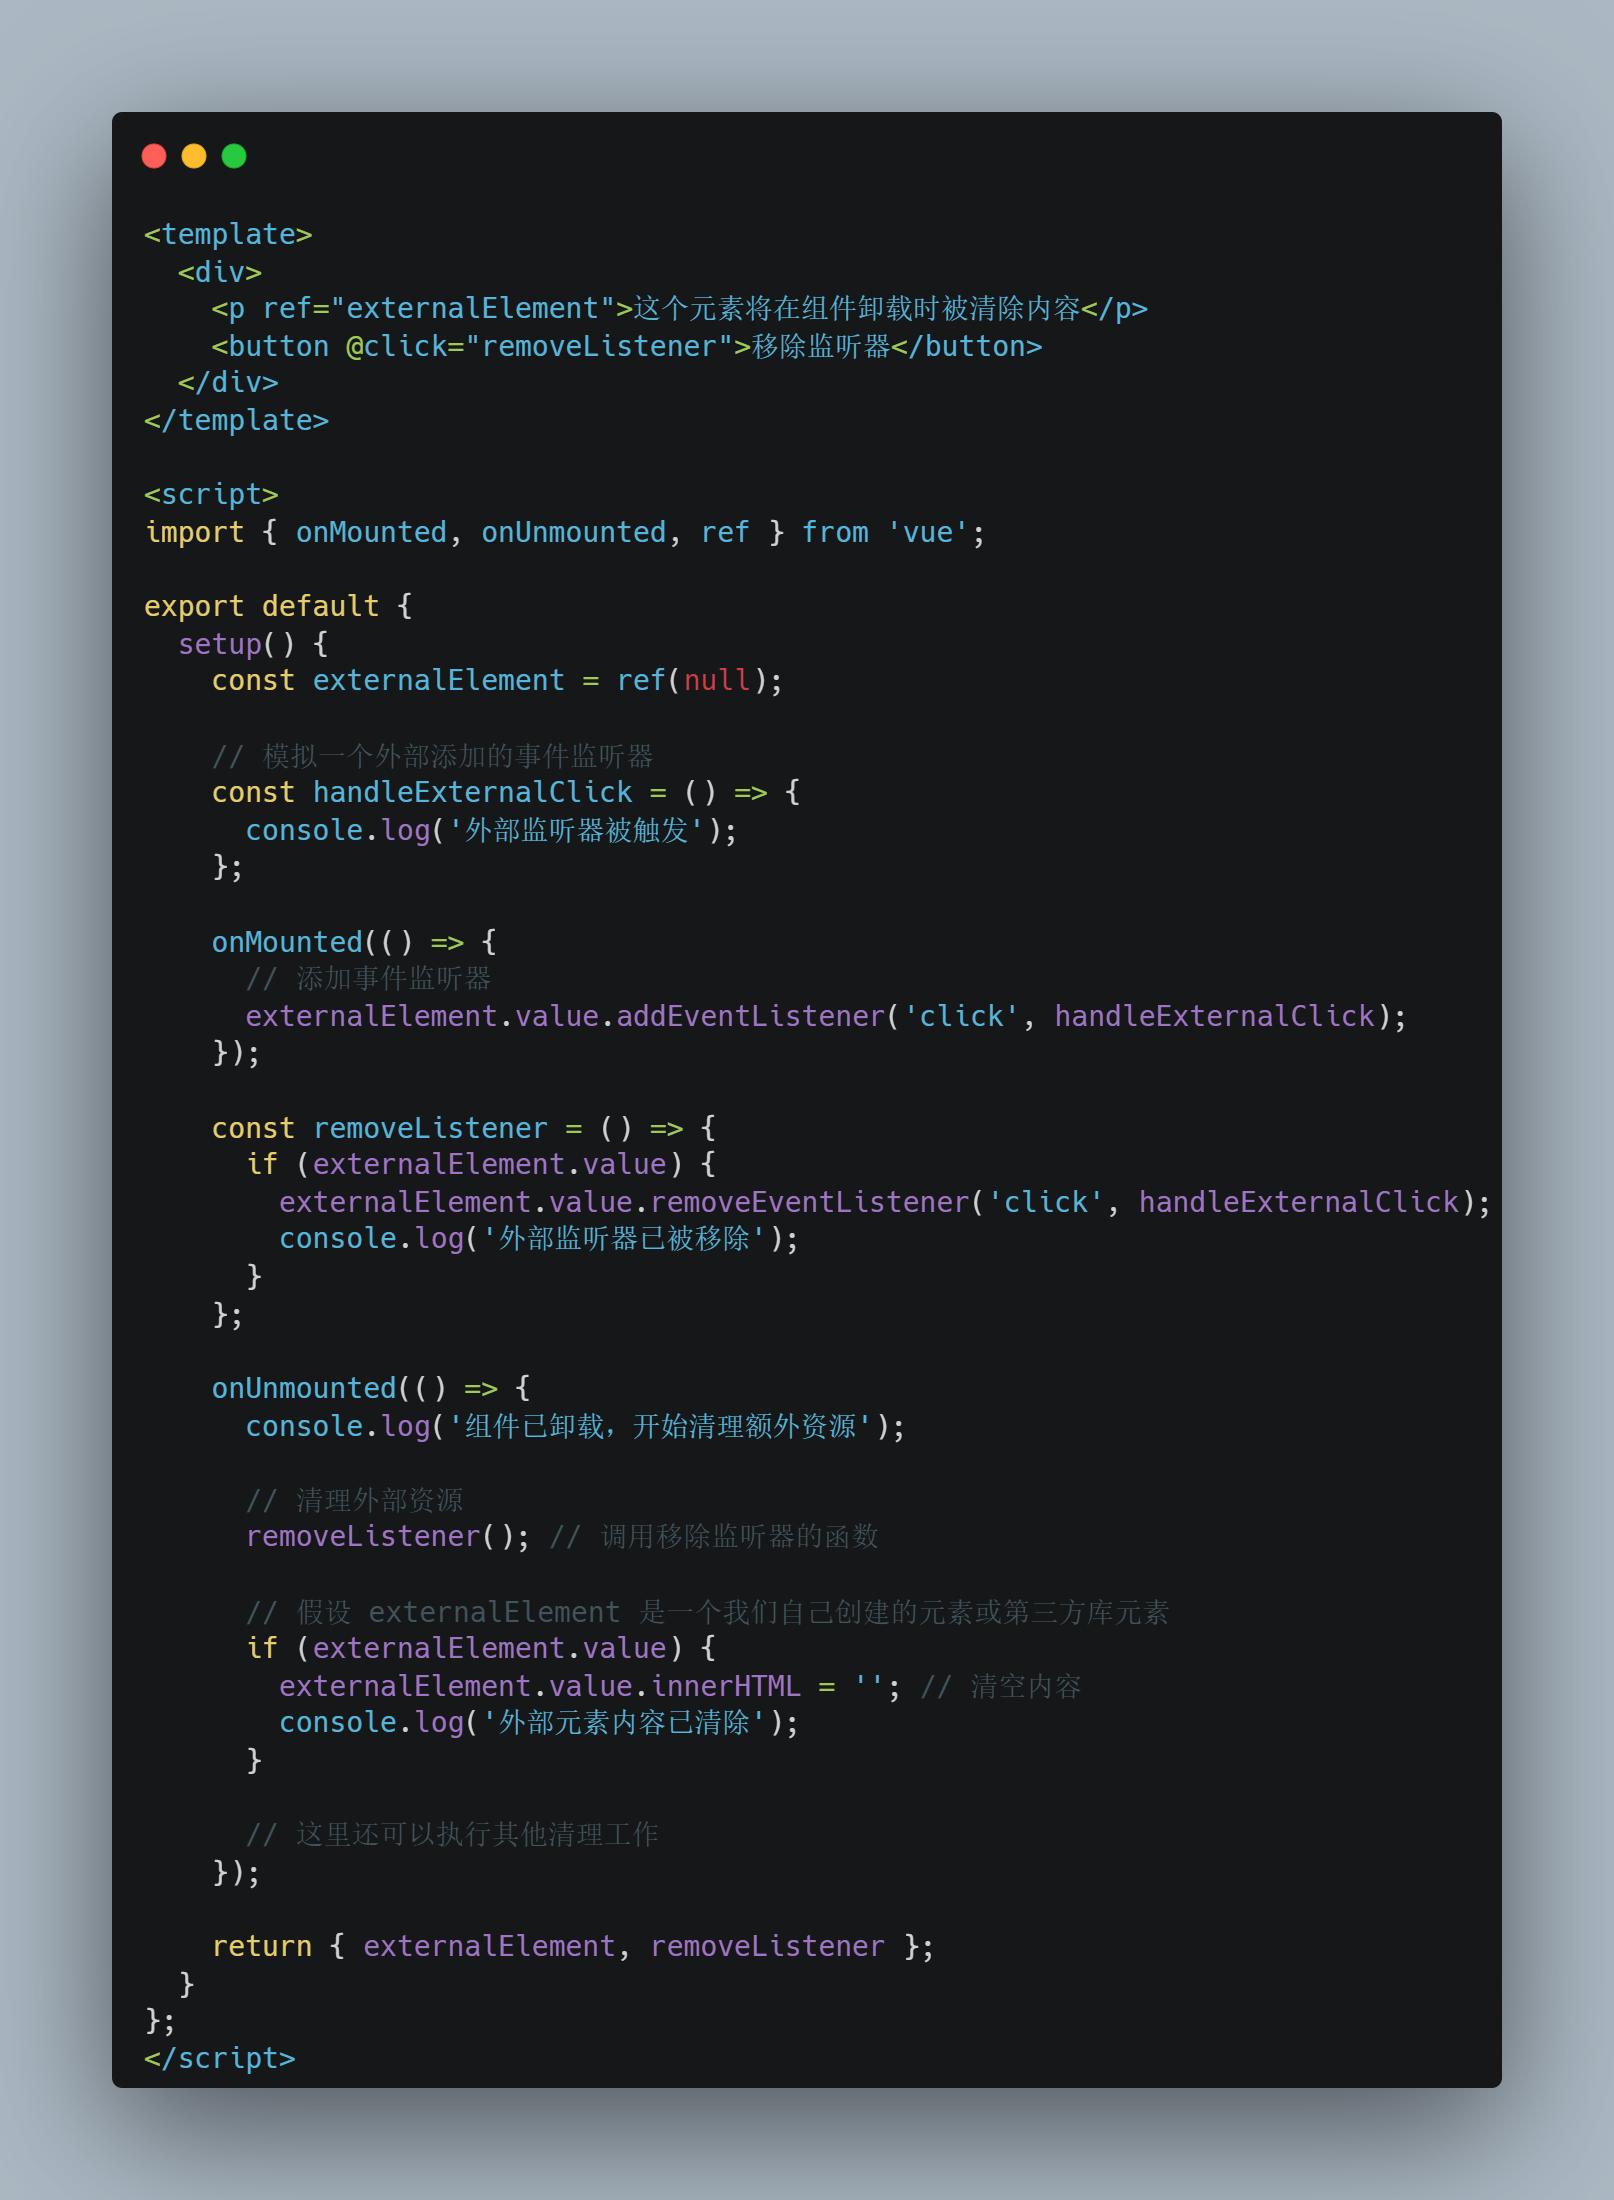 <template>
  <div>
    <p ref="externalElement">这个元素将在组件卸载时被清除内容</p>
    <button @click="removeListener">移除监听器</button>
  </div>
</template>

<script>
import { onMounted, onUnmounted, ref } from 'vue';

export default {
  setup() {
    const externalElement = ref(null);

    // 模拟一个外部添加的事件监听器
    const handleExternalClick = () => {
      console.log('外部监听器被触发');
    };

    onMounted(() => {
      // 添加事件监听器
      externalElement.value.addEventListener('click', handleExternalClick);
    });

    const removeListener = () => {
      if (externalElement.value) {
        externalElement.value.removeEventListener('click', handleExternalClick);
        console.log('外部监听器已被移除');
      }
    };

    onUnmounted(() => {
      console.log('组件已卸载，开始清理额外资源');

      // 清理外部资源
      removeListener(); // 调用移除监听器的函数

      // 假设 externalElement 是一个我们自己创建的元素或第三方库元素
      if (externalElement.value) {
        externalElement.value.innerHTML = ''; // 清空内容
        console.log('外部元素内容已清除');
      }

      // 这里还可以执行其他清理工作
    });

    return { externalElement, removeListener };
  }
};
</script>